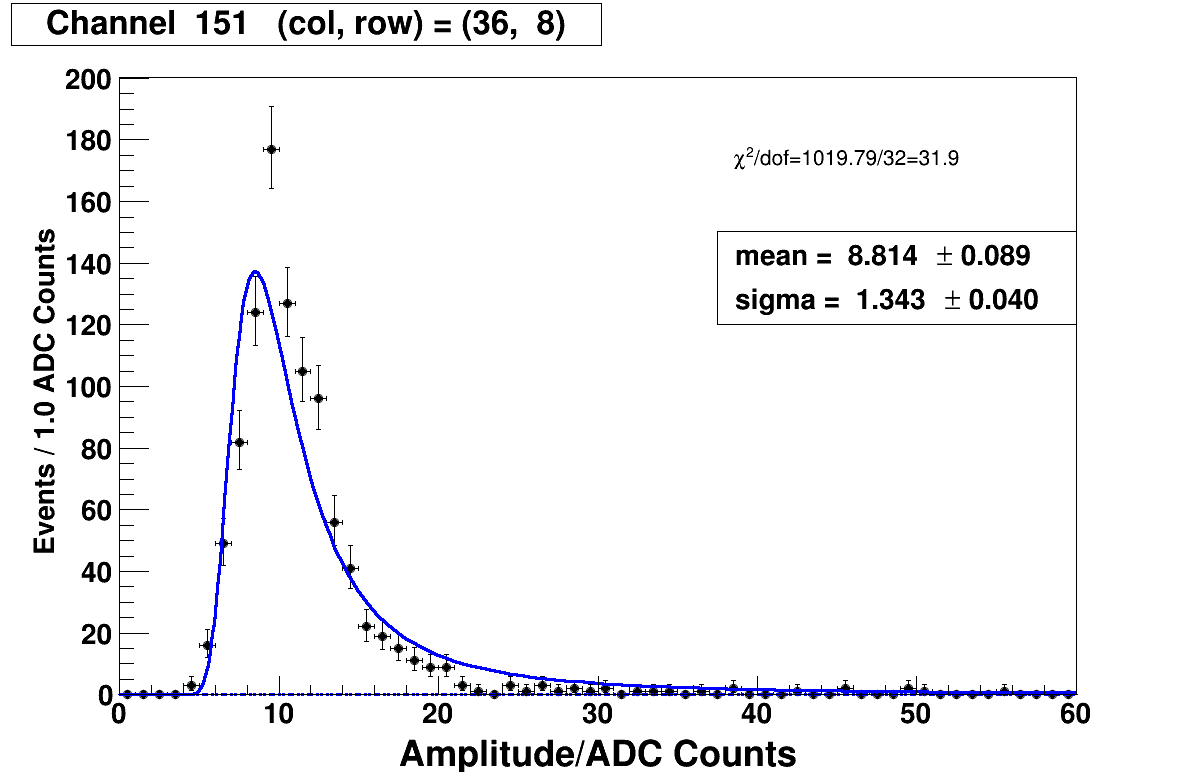 Channel  151   (col, row) = (36,  8)
200
180
160
140
120
100
80
60
40
20
0
Events / 1.0 ADC Counts
χ²/dof=1019.79/32=31.9
mean =  8.814  ± 0.089
sigma =  1.343  ± 0.040
0 10 20 30 40 50 60
Amplitude/ADC Counts